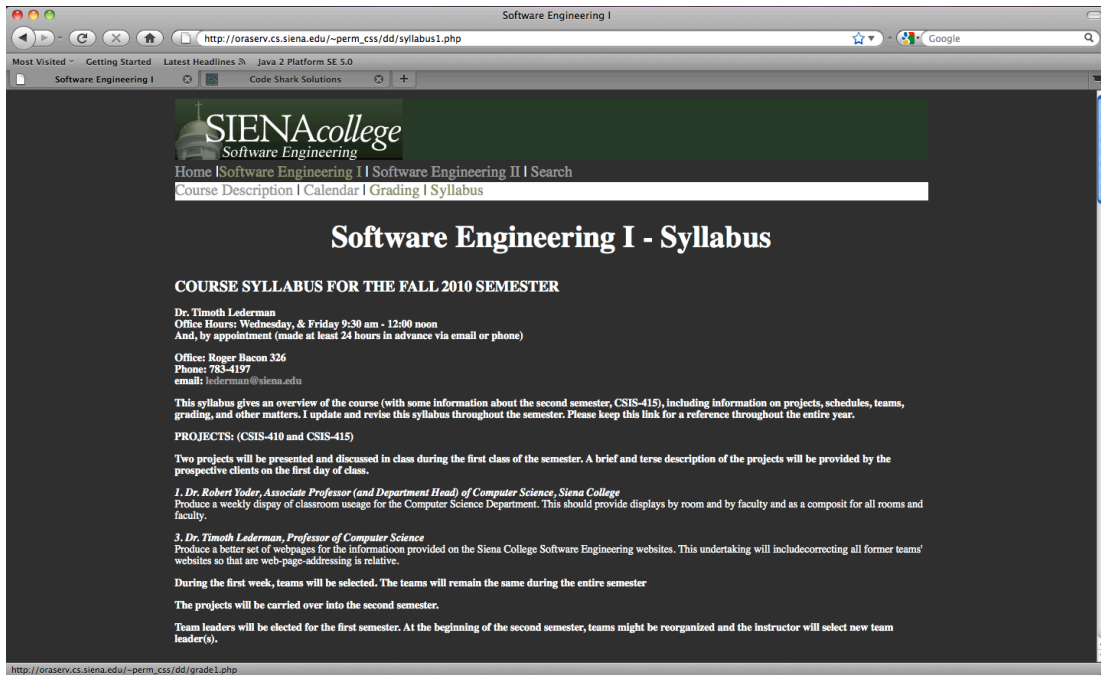 Software Engineering I
http://oraserv.cs.siena.edu/~perm_css/dd/syllabus1.php
Google
Most Visited Getting Started Latest Headlines Java 2 Platform SE 5.0
Software Engineering I Code Shark Solutions +
SIENAcollege
Software Engineering
Home |Software Engineering I | Software Engineering II | Search
Course Description | Calendar | Grading | Syllabus
Software Engineering I - Syllabus
COURSE SYLLABUS FOR THE FALL 2010 SEMESTER
Dr. Timoth Lederman
Office Hours: Wednesday, & Friday 9:30 am - 12:00 noon
And, by appointment (made at least 24 hours in advance via email or phone)
Office: Roger Bacon 326
Phone: 783-4197
email: lederman@siena.edu
This syllabus gives an overview of the course (with some information about the second semester, CSIS-415), including information on projects, schedules, teams,
grading, and other matters. I update and revise this syllabus throughout the semester. Please keep this link for a reference throughout the entire year.
PROJECTS: (CSIS-410 and CSIS-415)
Two projects will be presented and discussed in class during the first class of the semester. A brief and terse description of the projects will be provided by the
prospective clients on the first day of class.
1. Dr. Robert Yoder, Associate Professor (and Department Head) of Computer Science, Siena College
Produce a weekly dispay of classroom useage for the Computer Science Department. This should provide displays by room and by faculty and as a composit for all rooms and
faculty.
3. Dr. Timoth Lederman, Professor of Computer Science
Produce a better set of webpages for the informatioon provided on the Siena College Software Engineering websites. This undertaking will includecorrecting all former teams'
websites so that are web-page-addressing is relative.
During the first week, teams will be selected. The teams will remain the same during the entire semester
The projects will be carried over into the second semester.
Team leaders will be elected for the first semester. At the beginning of the second semester, teams might be reorganized and the instructor will select new team
leader(s).
http://oraserv.cs.siena.edu/~perm_css/dd/grade1.php